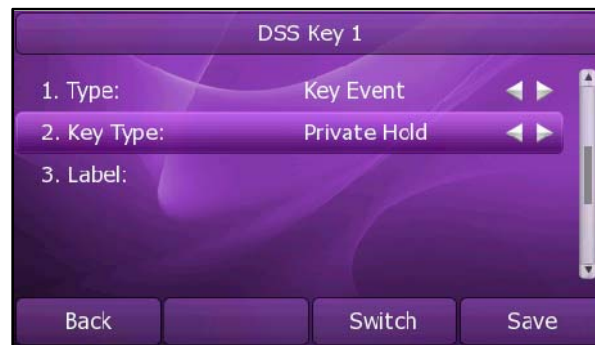 DSS Key 1
1. Type: Key Event
2. Key Type: Private Hold
3. Label:
Back Switch Save